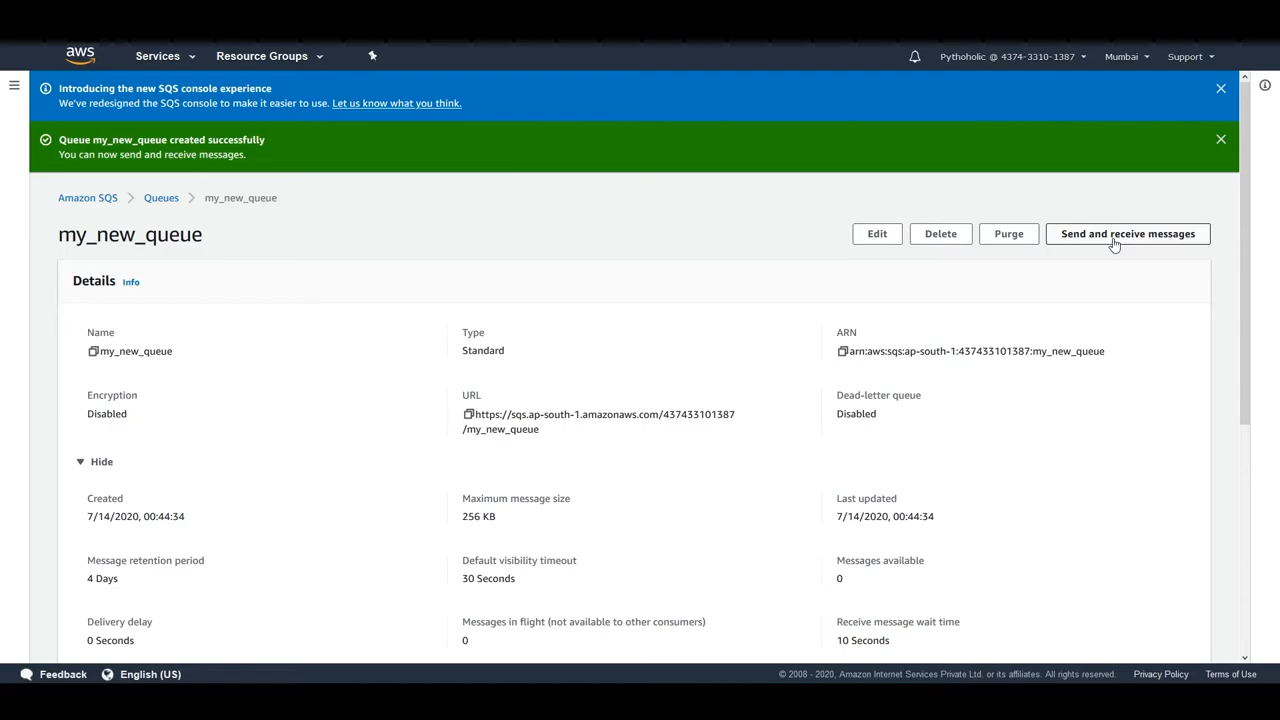 aws
Services
Resource Groups
Pythoholic @ 4374-3310-1387
Mumbai
Support
Introducing the new SQS console experience
We've redesigned the SQS console to make it easier to use. Let us know what you think.
Queue my_new_queue created successfully
You can now send and receive messages.
Amazon SQS
Queues
my_new_queue
my_new_queue
Edit
Delete
Purge
Send and receive messages
Details Info
Name
my_new_queue
Type
Standard
ARN
arn:aws:sqs:ap-south-1:437433101387:my_new_queue
Encryption
Disabled
URL
https://sqs.ap-south-1.amazonaws.com/437433101387
/my_new_queue
Dead-letter queue
Disabled
Hide
Created
7/14/2020, 00:44:34
Maximum message size
256 KB
Last updated
7/14/2020, 00:44:34
Message retention period
4 Days
Default visibility timeout
30 Seconds
Messages available
0
Delivery delay
0 Seconds
Messages in flight (not available to other consumers)
0
Receive message wait time
10 Seconds
Feedback
English (US)
© 2008 - 2020, Amazon Internet Services Private Ltd. or its affiliates. All rights reserved.
Privacy Policy
Terms of Use